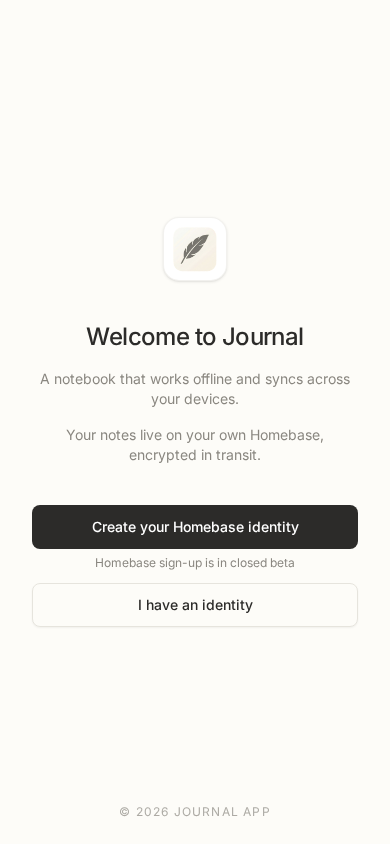 Welcome to Journal
A notebook that works offline and syncs across
your devices.
Your notes live on your own Homebase,
encrypted in transit.
Create your Homebase identity
Homebase sign-up is in closed beta
I have an identity
© 2026 JOURNAL APP